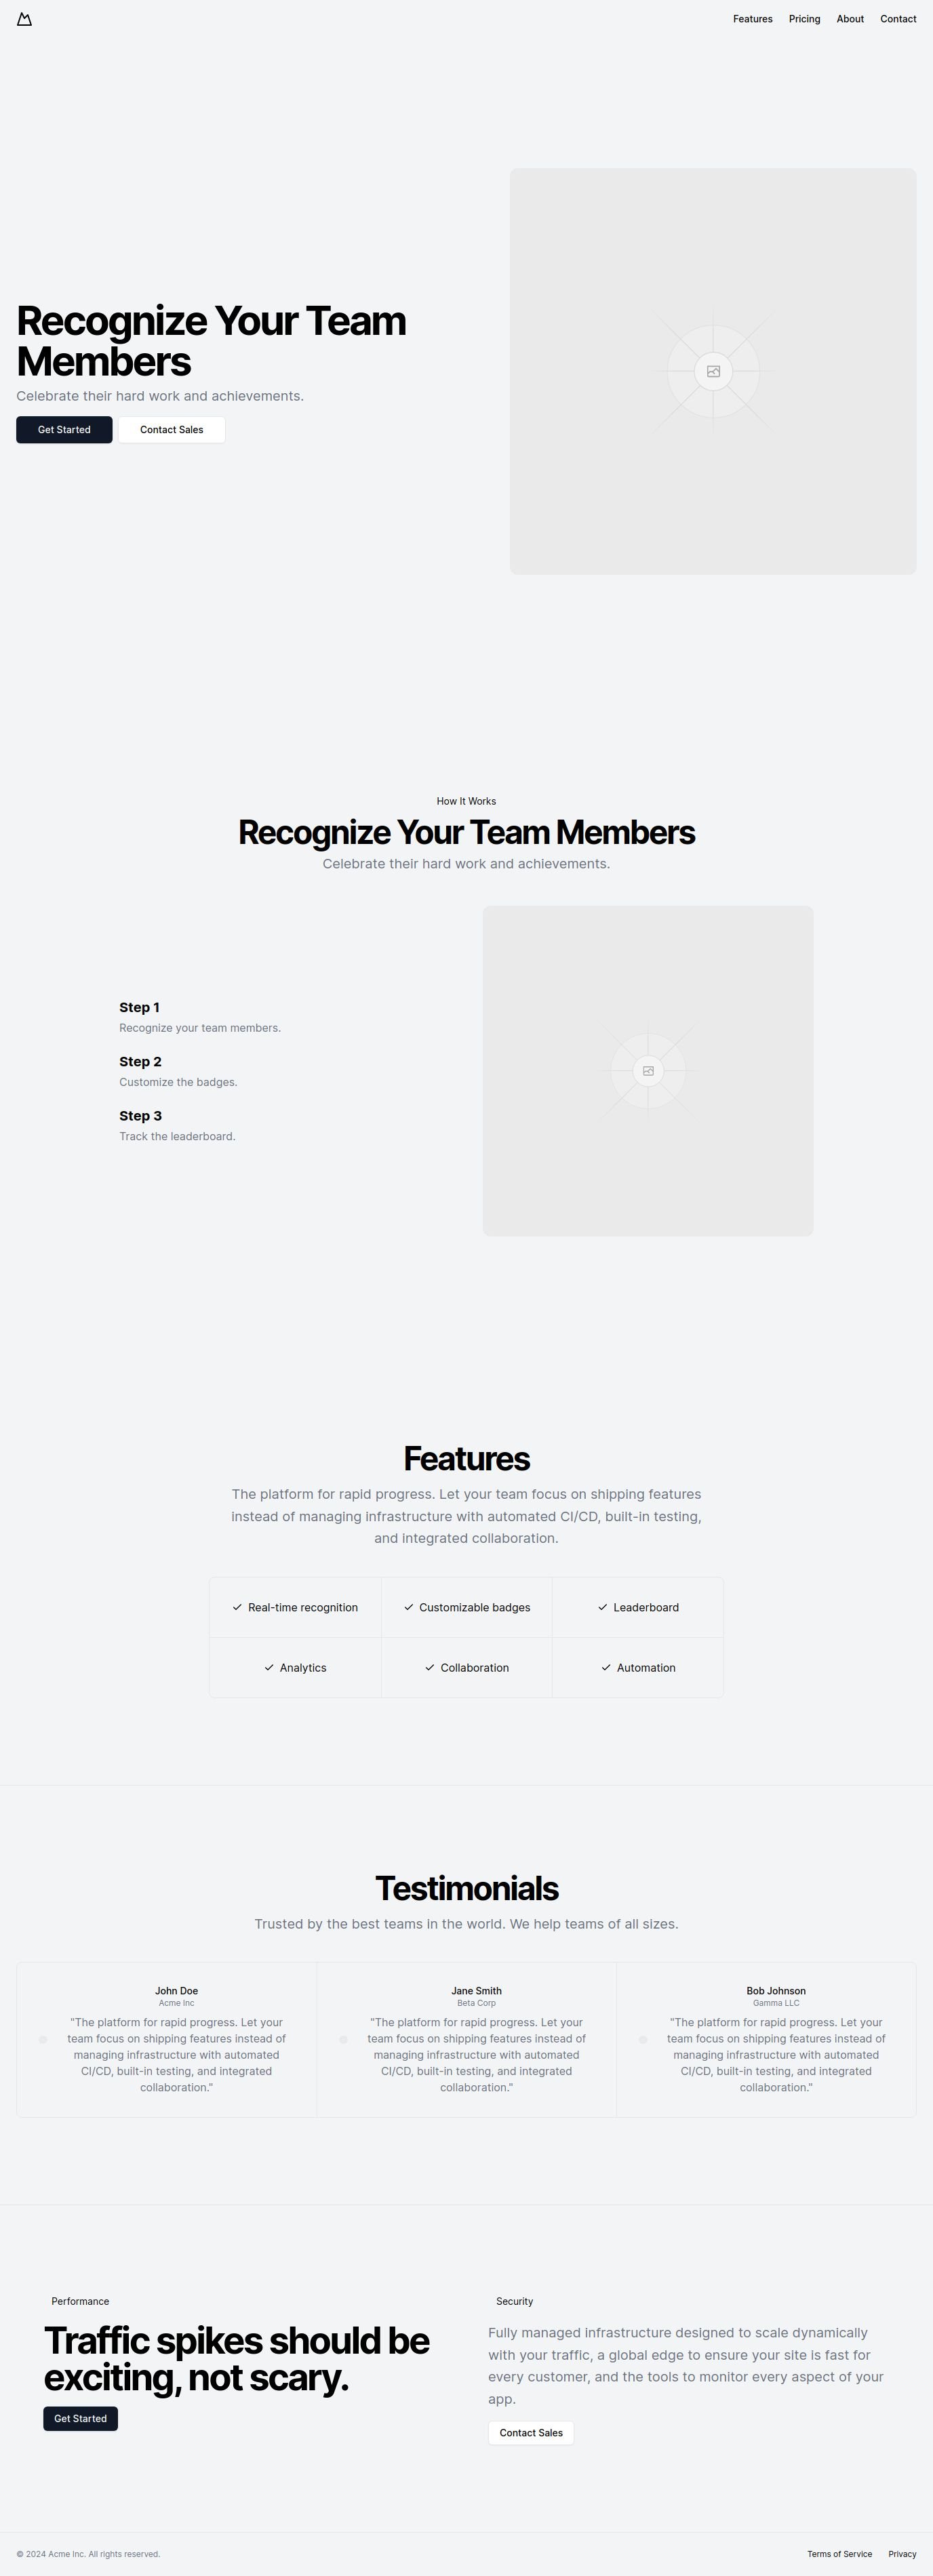 Features Pricing About Contact
Recognize Your Team
Members
Celebrate their hard work and achievements.
Get Started Contact Sales
How It Works
Recognize Your Team Members
Celebrate their hard work and achievements.
Step 1
Recognize your team members.
Step 2
Customize the badges.
Step 3
Track the leaderboard.
Features
The platform for rapid progress. Let your team focus on shipping features
instead of managing infrastructure with automated CI/CD, built-in testing,
and integrated collaboration.
Real-time recognition Customizable badges Leaderboard
Analytics Collaboration Automation
Testimonials
Trusted by the best teams in the world. We help teams of all sizes.
John Doe
Acme Inc
"The platform for rapid progress. Let your
team focus on shipping features instead of
managing infrastructure with automated
CI/CD, built-in testing, and integrated
collaboration."
Jane Smith
Beta Corp
"The platform for rapid progress. Let your
team focus on shipping features instead of
managing infrastructure with automated
CI/CD, built-in testing, and integrated
collaboration."
Bob Johnson
Gamma LLC
"The platform for rapid progress. Let your
team focus on shipping features instead of
managing infrastructure with automated
CI/CD, built-in testing, and integrated
collaboration."
Performance
Traffic spikes should be
exciting, not scary.
Get Started
Security
Fully managed infrastructure designed to scale dynamically
with your traffic, a global edge to ensure your site is fast for
every customer, and the tools to monitor every aspect of your
app.
Contact Sales
© 2024 Acme Inc. All rights reserved.
Terms of Service Privacy